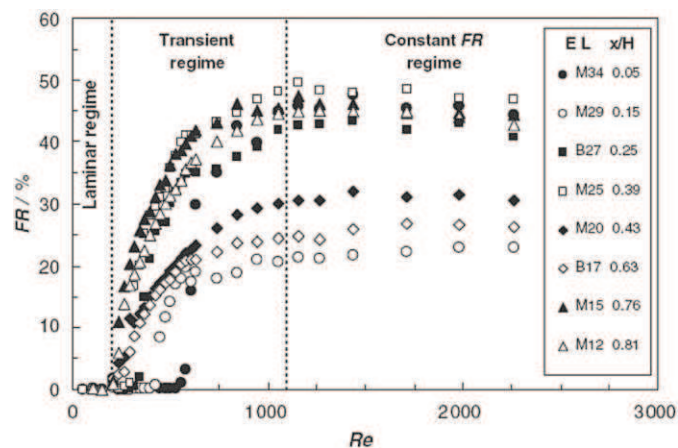 60
50
40
30
20
10
0
FR / %
Laminar regime
Transient
regime
Constant FR
regime
E L x/H
M34 0.05
M29 0.15
B27 0.25
M25 0.39
M20 0.43
B17 0.63
M15 0.76
M12 0.81
0 1000 2000 3000
Re